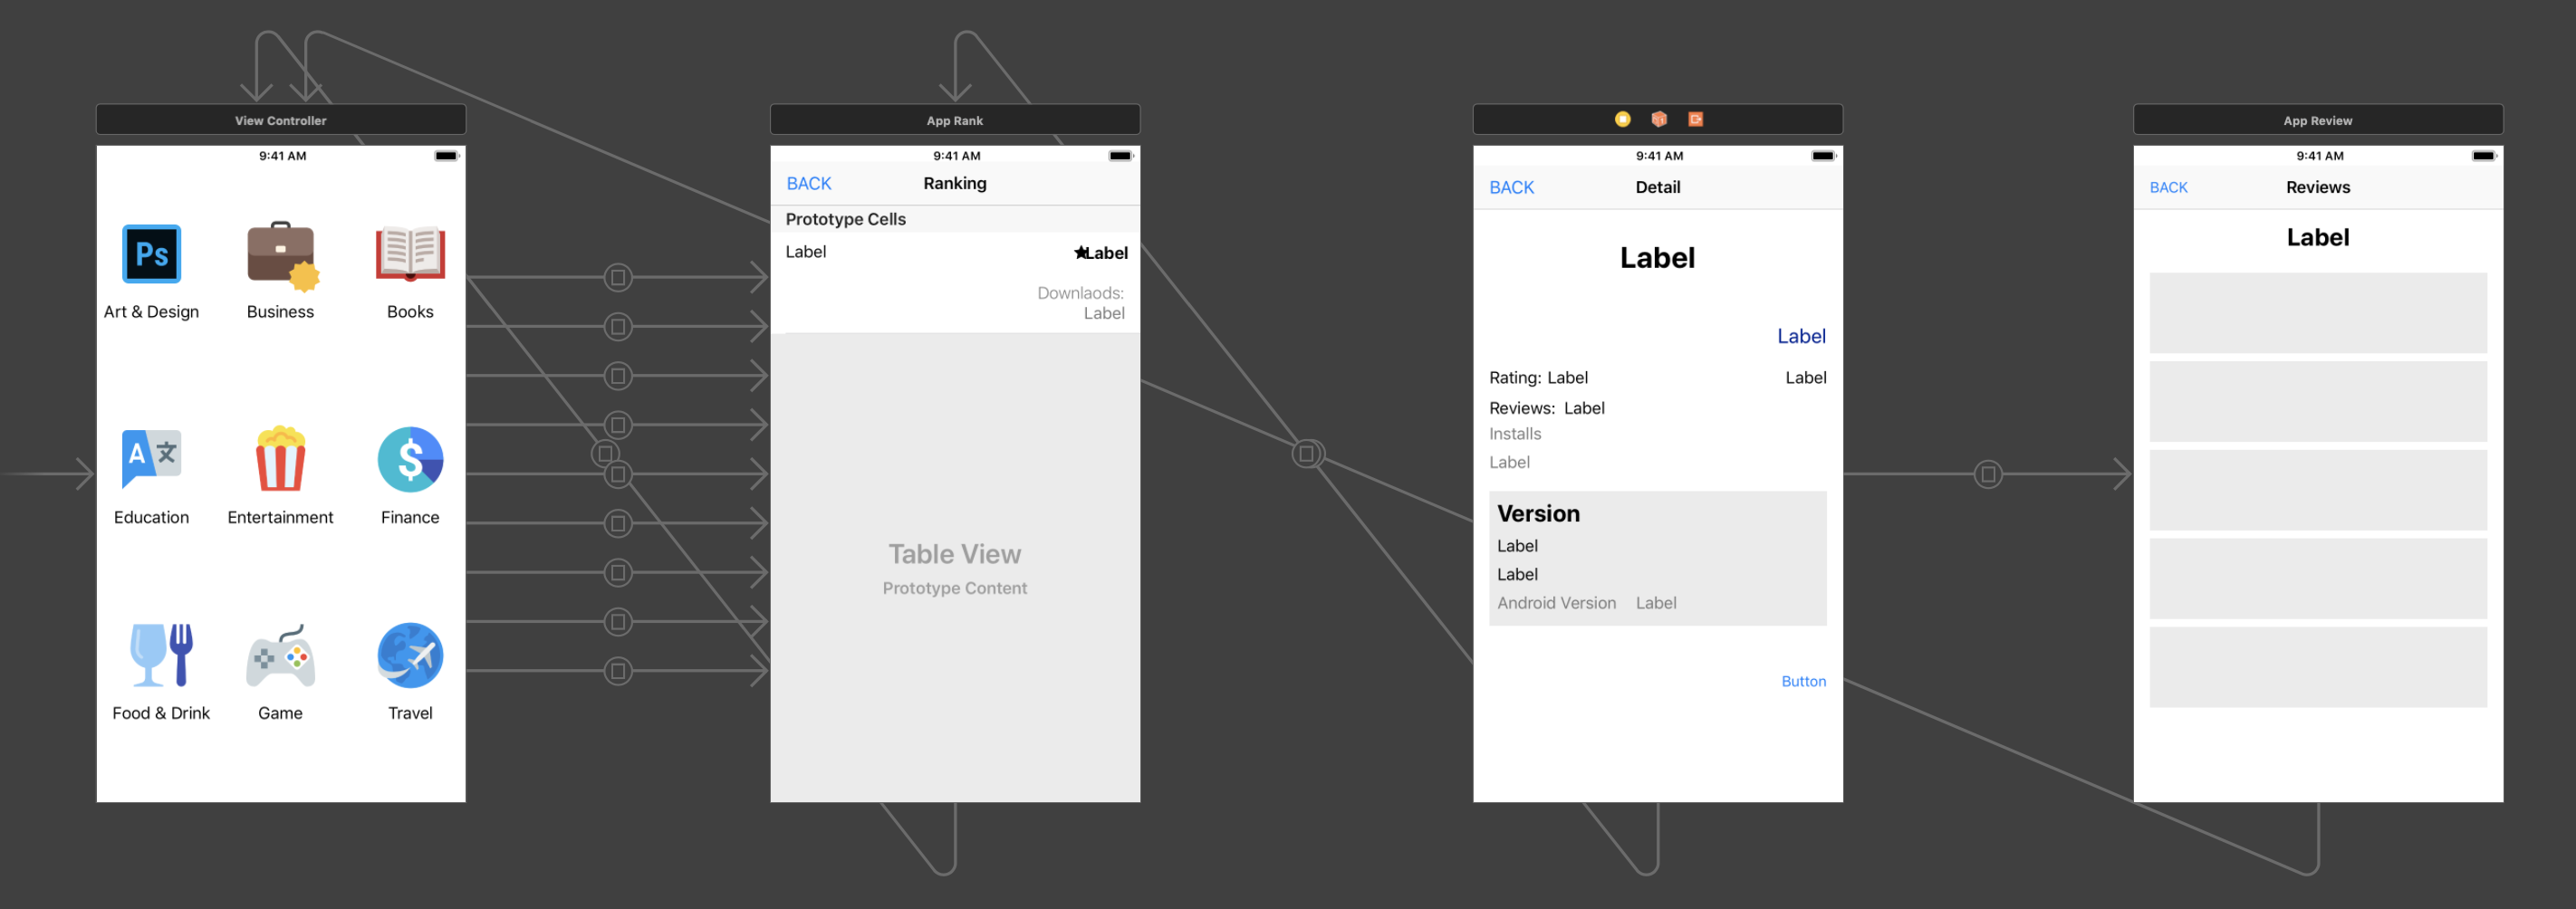 View Controller
9:41 AM
Ps
Art & Design
Business
Books
A 文
$
Education
Entertainment
Finance
Food & Drink
Game
Travel
App Rank
9:41 AM
BACK Ranking
Prototype Cells
Label ★Label
Downlaods:
Label
Table View
Prototype Content
9:41 AM
BACK Detail
Label
Label
Rating: Label Label
Reviews: Label
Installs
Label
Version
Label
Label
Android Version Label
Button
App Review
9:41 AM
BACK Reviews
Label